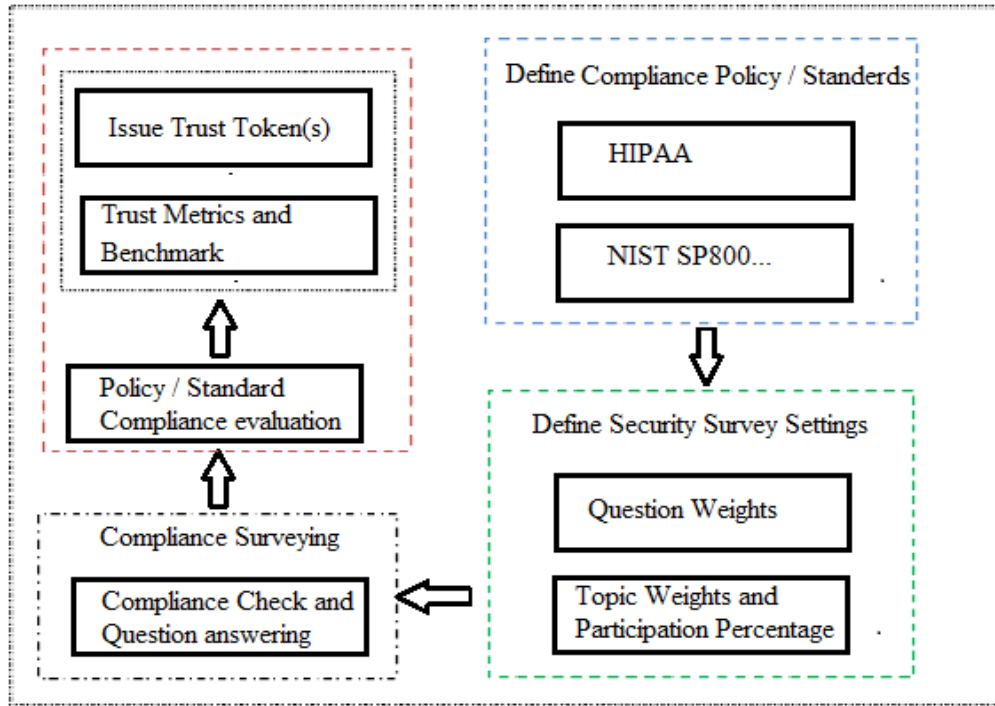 Issue Trust Token(s)
Trust Metrics and
Benchmark
Policy / Standard
Compliance evaluation
Compliance Surveying
Compliance Check and
Question answering
Define Compliance Policy / Standerds
HIPAA
NIST SP800...
Define Security Survey Settings
Question Weights
Topic Weights and
Participation Percentage